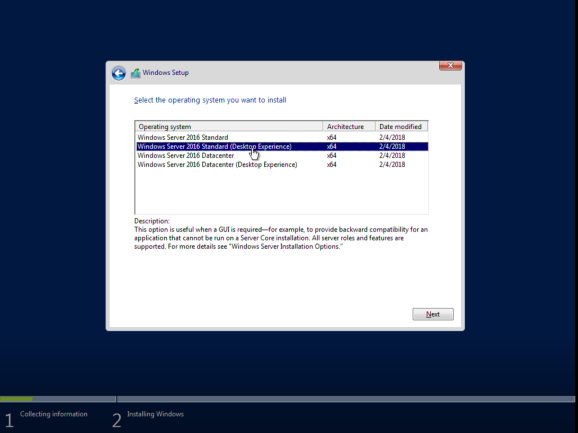 Windows Setup
Select the operating system you want to install
Operating system Architecture Date modified
Windows Server 2016 Standard x64 2/4/2018
Windows Server 2016 Standard (Desktop Experience) x64 2/4/2018
Windows Server 2016 Datacenter x64 2/4/2018
Windows Server 2016 Datacenter (Desktop Experience) x64 2/4/2018
Description:
This option is useful when a GUI is required—for example, to provide backward compatibility for an
application that cannot be run on a Server Core installation. All server roles and features are
supported. For more details see "Windows Server Installation Options."
Next
1 Collecting information 2 Installing Windows